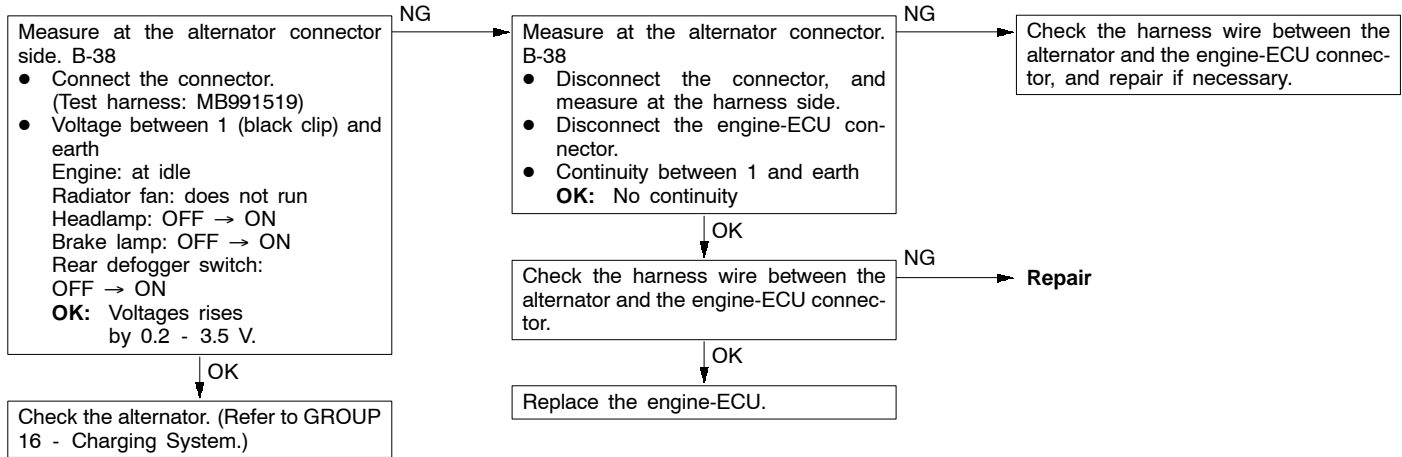 Measure at the alternator connector
side. B-38
● Connect the connector.
(Test harness: MB991519)
● Voltage between 1 (black clip) and
earth
Engine: at idle
Radiator fan: does not run
Headlamp: OFF → ON
Brake lamp: OFF → ON
Rear defogger switch:
OFF → ON
OK: Voltages rises
by 0.2 - 3.5 V.
NG
OK
Check the alternator. (Refer to GROUP
16 - Charging System.)
Measure at the alternator connector.
B-38
● Disconnect the connector, and
measure at the harness side.
● Disconnect the engine-ECU con-
nector.
● Continuity between 1 and earth
OK: No continuity
NG
Check the harness wire between the
alternator and the engine-ECU connec-
tor, and repair if necessary.
OK
Check the harness wire between the
alternator and the engine-ECU connec-
tor.
NG
Repair
OK
Replace the engine-ECU.